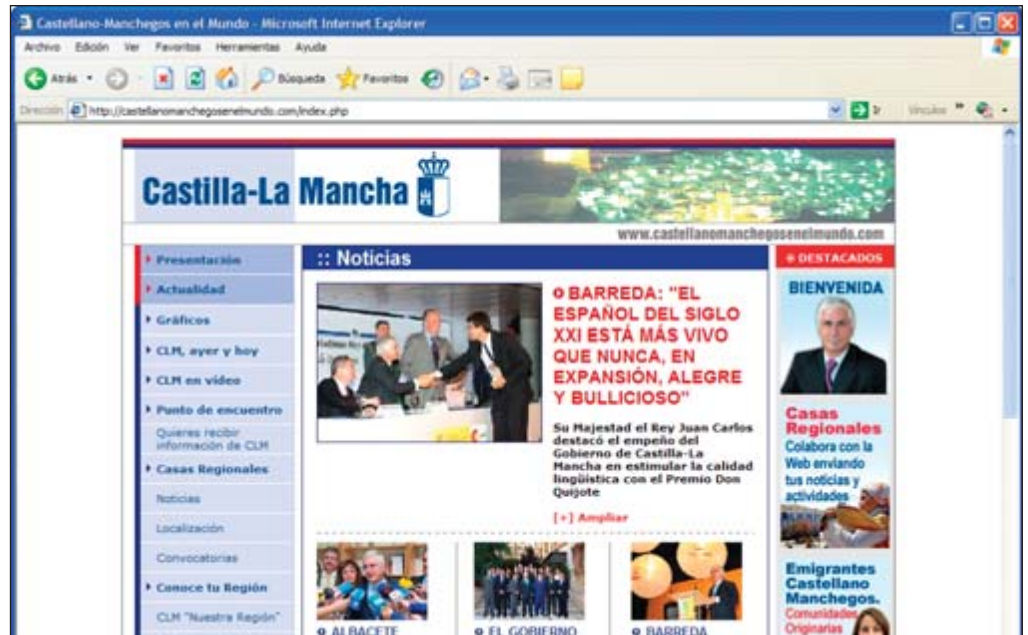 Castellano-Manchegos en el Mundo - Microsoft Internet Explorer
Archivo Edición Ver Favoritos Herramientas Ayuda
Atrás Búsqueda Favoritos
Dirección http://castellanomanchegosenelmundo.com/index.php Ir Vínculos »
Castilla-La Mancha
www.castellanomanchegosenelmundo.com
Presentación
Actualidad
Gráficos
CLM, ayer y hoy
CLM en vídeo
Punto de encuentro
Quieres recibir
información de CLM
Casas Regionales
Noticias
Localización
Convocatorias
Conoce tu Región
CLM "Nuestra Región"
:: Noticias
BARREDA: "EL
ESPAÑOL DEL SIGLO
XXI ESTÁ MÁS VIVO
QUE NUNCA, EN
EXPANSIÓN, ALEGRE
Y BULLICIOSO"
Su Majestad el Rey Juan Carlos
destacó el empeño del
Gobierno de Castilla-La
Mancha en estimular la calidad
lingüística con el Premio Don
Quijote
[+] Ampliar
ALBACETE
EL GOBIERNO
BARREDA
DESTACADOS
BIENVENIDA
Casas
Regionales
Colabora con la
Web enviando
tus noticias y
actividades
Emigrantes
Castellano
Manchegos.
Comunidades
Originarias